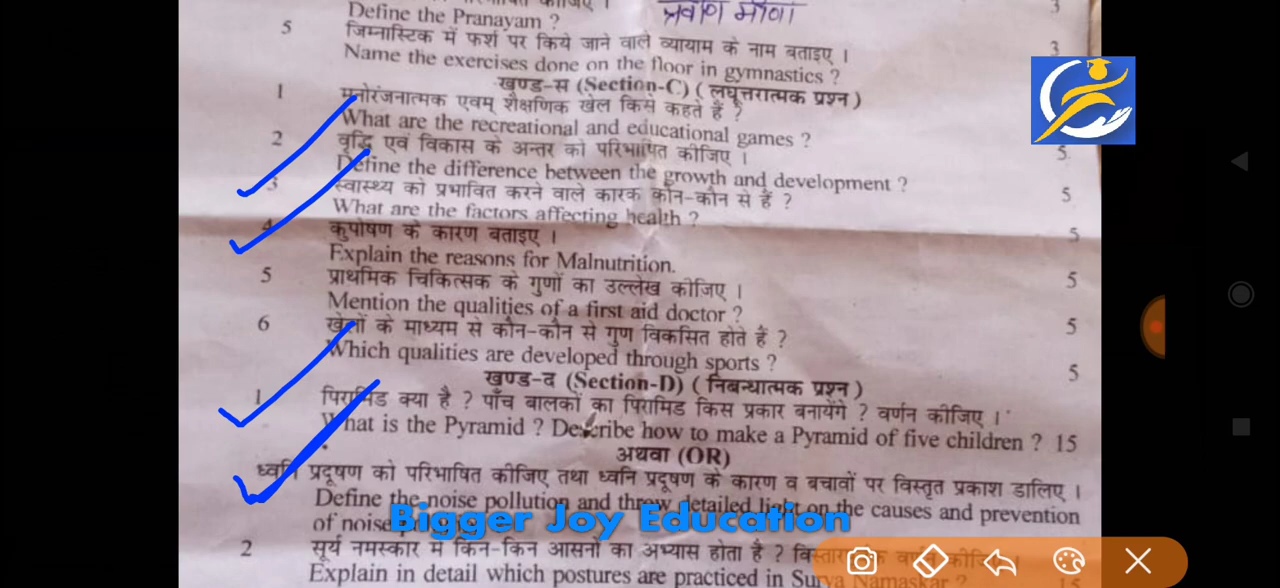 Define the Pranayam ?
प्रवीण मीणा
3
5 जिम्नास्टिक में फर्श पर किये जाने वाले व्यायाम के नाम बताइए ।
Name the exercises done on the floor in gymnastics ? 3
खण्ड-स (Section-C) ( लघूत्तरात्मक प्रश्न )
1 मनोरंजनात्मक एवम् शैक्षणिक खेल किसे कहते हैं ?
What are the recreational and educational games ?
2 वृद्धि एवं विकास के अन्तर को परिभाषित कीजिए । 5
Define the difference between the growth and development ?
3 स्वास्थ्य को प्रभावित करने वाले कारक कौन-कौन से हैं ? 5
What are the factors affecting health ?
4 कुपोषण के कारण बताइए । 5
Explain the reasons for Malnutrition.
5 प्राथमिक चिकित्सक के गुणों का उल्लेख कीजिए । 5
Mention the qualities of a first aid doctor ?
6 खेलों के माध्यम से कौन-कौन से गुण विकसित होते हैं ? 5
Which qualities are developed through sports ? 5
खण्ड-द (Section-D) ( निबन्धात्मक प्रश्न )
1 पिरामिड क्या है ? पाँच बालकों का पिरामिड किस प्रकार बनायेंगे ? वर्णन कीजिए ।
What is the Pyramid ? Describe how to make a Pyramid of five children ? 15
अथवा (OR)
ध्वनि प्रदूषण को परिभाषित कीजिए तथा ध्वनि प्रदूषण के कारण व बचावों पर विस्तृत प्रकाश डालिए ।
Define the noise pollution and throw detailed light on the causes and prevention
of noise
Bigger Joy Education
2 सूर्य नमस्कार में किन-किन आसनों का अभ्यास होता है ?
Explain in detail which postures are practiced in Surya Namaskar ? 15